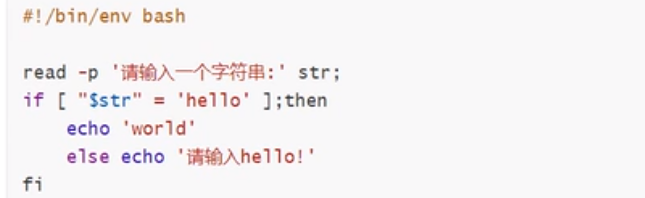 #!/bin/env bash
read -p '请输入一个字符串:' str;
if [ "$str" = 'hello' ];then
echo 'world'
else echo '请输入hello!'
fi